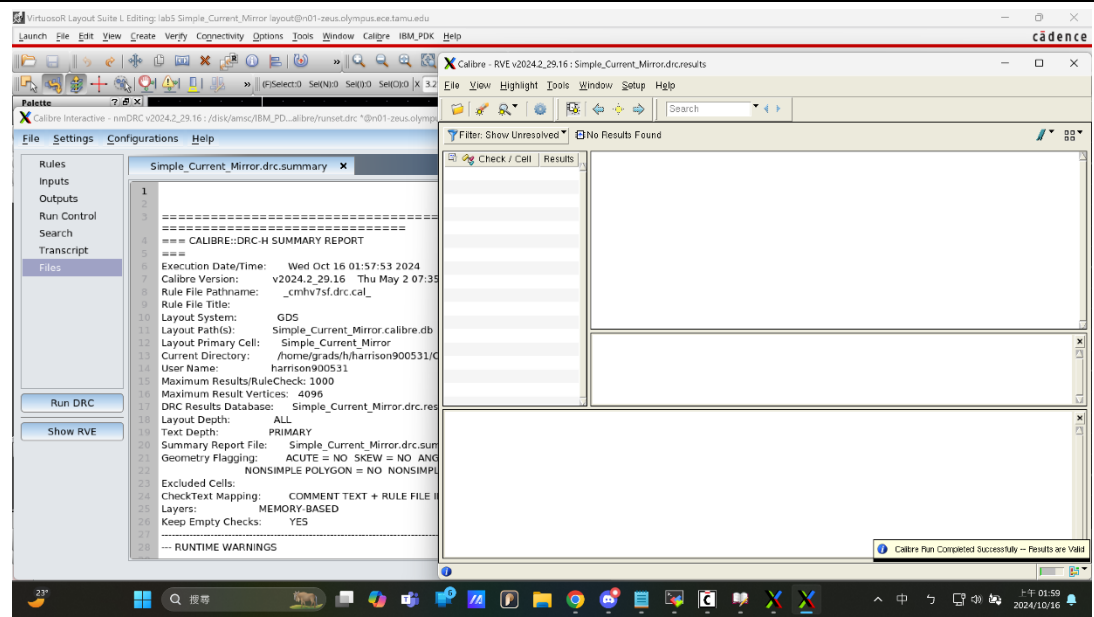 VirtuosoR Layout Suite L Editing: lab5 Simple_Current_Mirror layout@n01-zeus.olympus.ece.tamu.edu
Launch File Edit View Create Verify Connectivity Options Tools Window Calibre IBM_PDK Help
cādence
(F)Select:0 Sel(N):0 Sel(I):0 Sel(O):0 X 3.2
Palette
Calibre Interactive - nmDRC v2024.2_29.16 : /disk/amsc/IBM_PD...alibre/runset.drc *@n01-zeus.olymp
File Settings Configurations Help
Rules
Inputs
Outputs
Run Control
Search
Transcript
Files
Run DRC
Show RVE
Simple_Current_Mirror.drc.summary
1
2
3 ==================================
==============================
4 === CALIBRE::DRC-H SUMMARY REPORT
5 ===
6 Execution Date/Time: Wed Oct 16 01:57:53 2024
7 Calibre Version: v2024.2_29.16 Thu May 2 07:35
8 Rule File Pathname: _cmhv7sf.drc.cal_
9 Rule File Title:
10 Layout System: GDS
11 Layout Path(s): Simple_Current_Mirror.calibre.db
12 Layout Primary Cell: Simple_Current_Mirror
13 Current Directory: /home/grads/h/harrison900531/C
14 User Name: harrison900531
15 Maximum Results/RuleCheck: 1000
16 Maximum Result Vertices: 4096
17 DRC Results Database: Simple_Current_Mirror.drc.res
18 Layout Depth: ALL
19 Text Depth: PRIMARY
20 Summary Report File: Simple_Current_Mirror.drc.sum
21 Geometry Flagging: ACUTE = NO SKEW = NO ANG
22 NONSIMPLE POLYGON = NO NONSIMPL
23 Excluded Cells:
24 CheckText Mapping: COMMENT TEXT + RULE FILE I
25 Layers: MEMORY-BASED
26 Keep Empty Checks: YES
27 ----------------------------------------
28 --- RUNTIME WARNINGS
Calibre - RVE v2024.2_29.16 : Simple_Current_Mirror.drc.results
File View Highlight Tools Window Setup Help
Search
Filter: Show Unresolved
No Results Found
Check / Cell Results
Calibre Run Completed Successfully -- Results are Valid
23°
搜尋
中
ㄅ
上午 01:59
2024/10/16